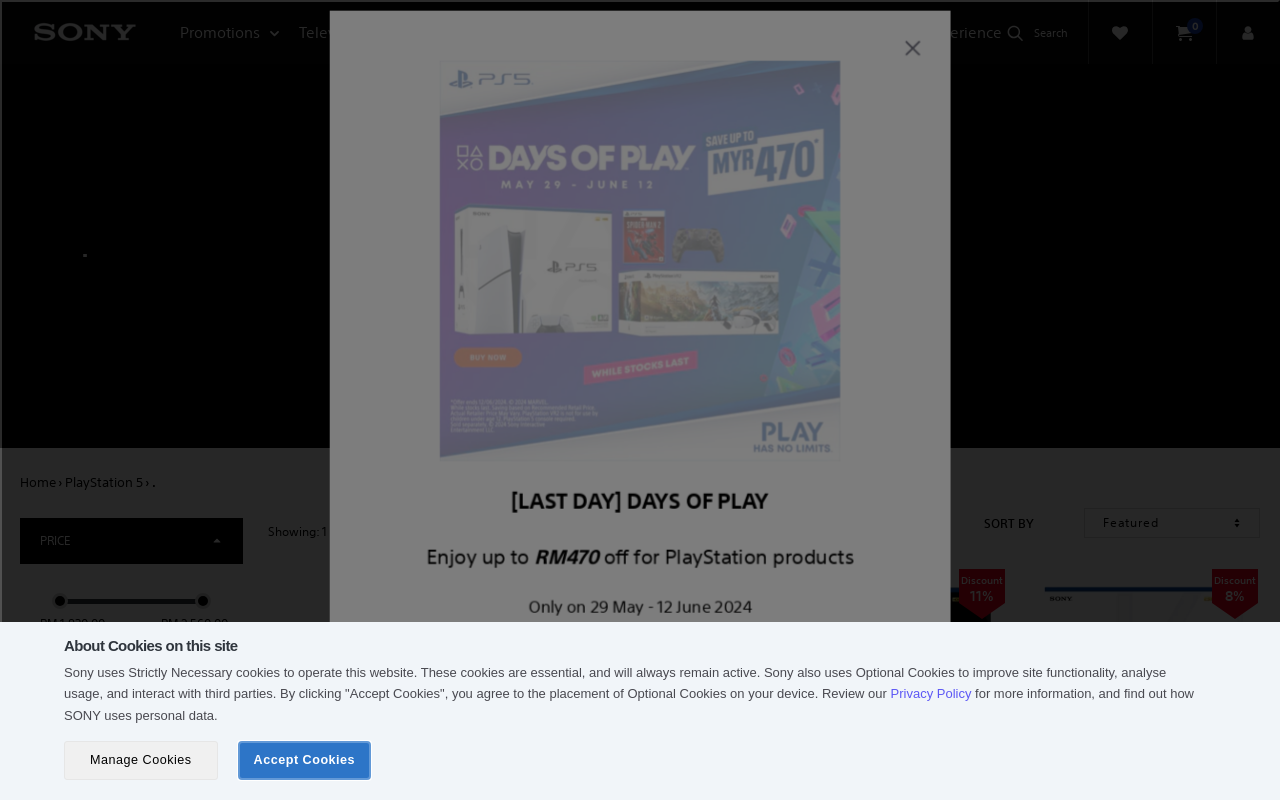 SONY
Promotions
Telev
erience
Search
0
PS5
DAYS OF PLAY
MAY 29 - JUNE 12
SAVE UP TO
MYR470*
BUY NOW
WHILE STOCKS LAST
PLAY
HAS NO LIMITS.
[LAST DAY] DAYS OF PLAY
Enjoy up to RM470 off for PlayStation products
Only on 29 May - 12 June 2024
Home › PlayStation 5 › .
PRICE
Showing: 1
SORT BY
Featured
Discount
11%
Discount
8%
SONY
About Cookies on this site
Sony uses Strictly Necessary cookies to operate this website. These cookies are essential, and will always remain active. Sony also uses Optional Cookies to improve site functionality, analyse
usage, and interact with third parties. By clicking "Accept Cookies", you agree to the placement of Optional Cookies on your device. Review our Privacy Policy for more information, and find out how
SONY uses personal data.
Manage Cookies
Accept Cookies